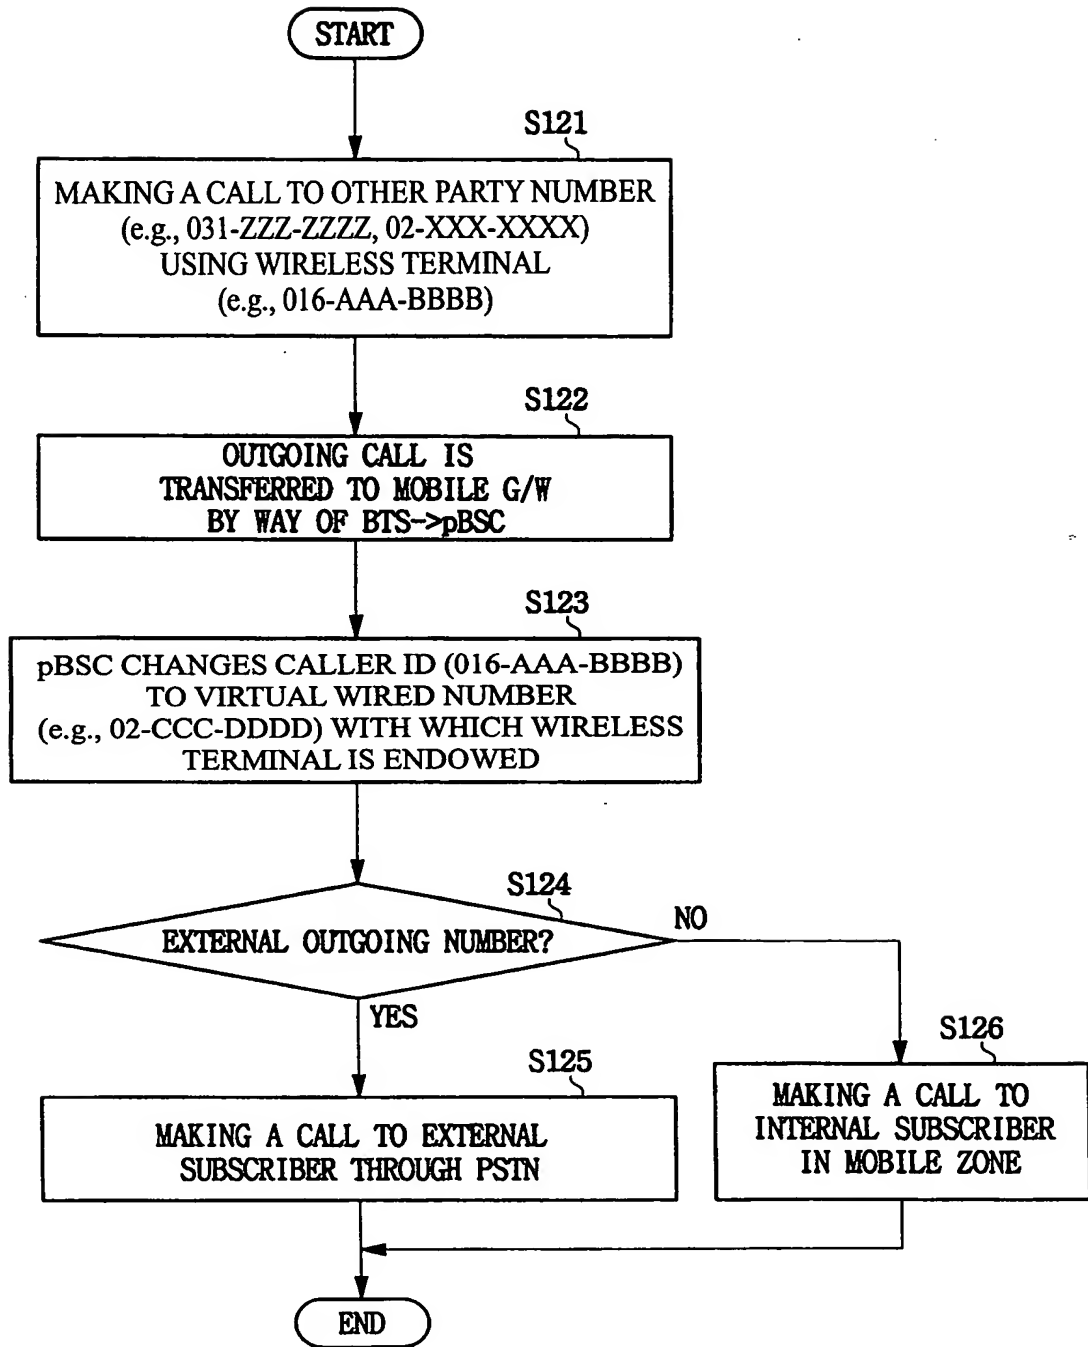 START
S121
MAKING A CALL TO OTHER PARTY NUMBER
(e.g., 031-ZZZ-ZZZZ, 02-XXX-XXXX)
USING WIRELESS TERMINAL
(e.g., 016-AAA-BBBB)
S122
OUTGOING CALL IS
TRANSFERRED TO MOBILE G/W
BY WAY OF BTS->pBSC
S123
pBSC CHANGES CALLER ID (016-AAA-BBBB)
TO VIRTUAL WIRED NUMBER
(e.g., 02-CCC-DDDD) WITH WHICH WIRELESS
TERMINAL IS ENDOWED
S124
EXTERNAL OUTGOING NUMBER?
NO
YES
S125
MAKING A CALL TO EXTERNAL
SUBSCRIBER THROUGH PSTN
S126
MAKING A CALL TO
INTERNAL SUBSCRIBER
IN MOBILE ZONE
END